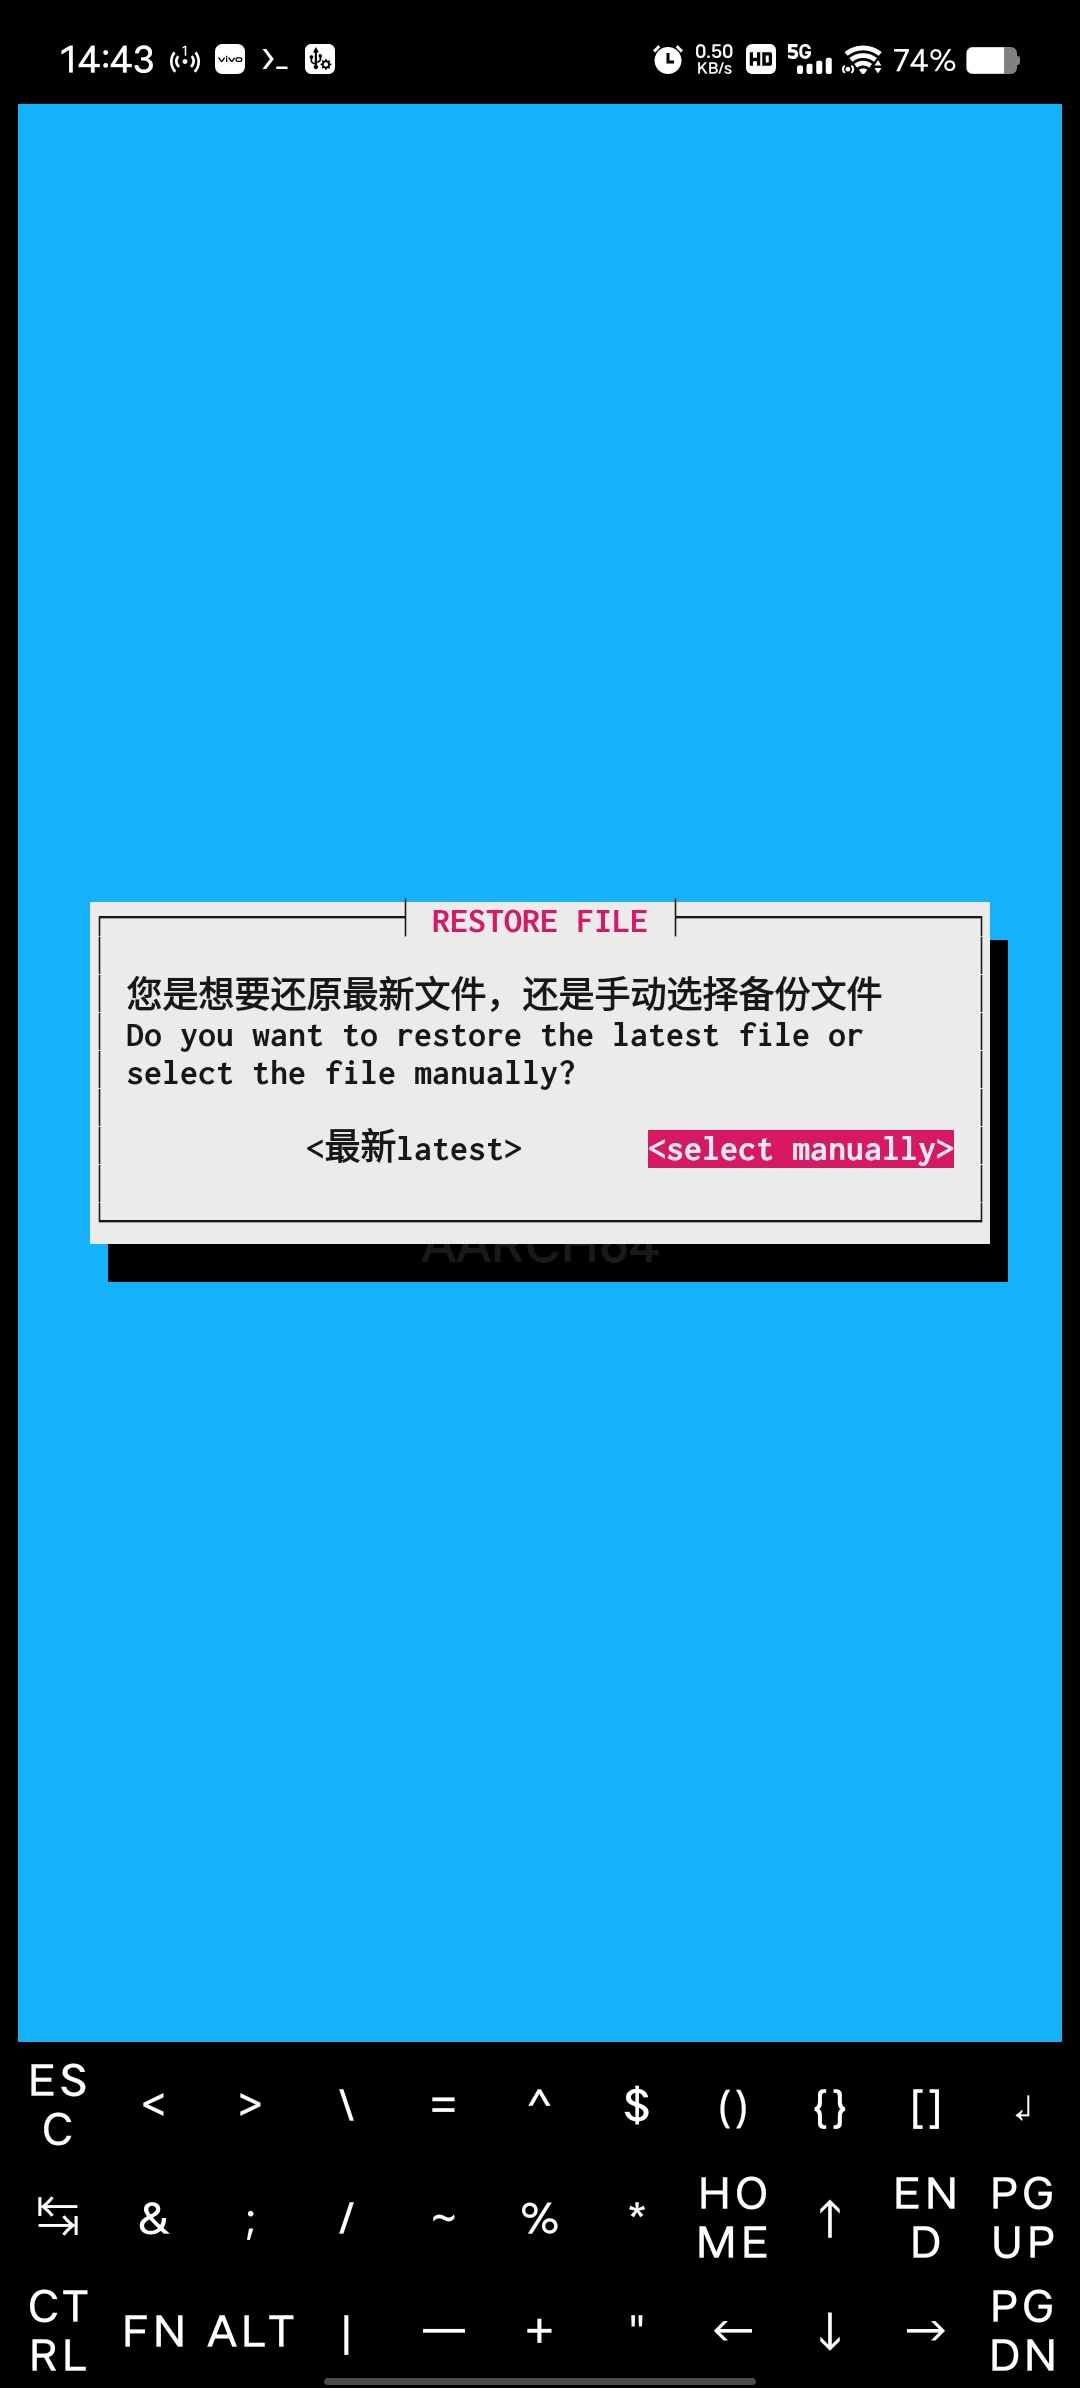 14:43
1
vivo
0.50
KB/s
HD
5G
74%
RESTORE FILE
您是想要还原最新文件，还是手动选择备份文件
Do you want to restore the latest file or
select the file manually?
<最新latest> <select manually>
AARCH64
ESC < > \ = ^ $ () {} [] ↲
↹ & ; / ~ % * HOME ↑ END PGUP
CTRL FN ALT | — + " ← ↓ → PGDN